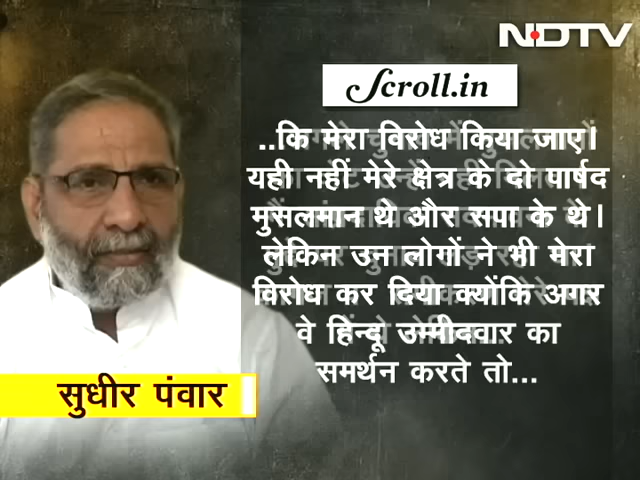 NDTV
Scroll.in
..कि मेरा विरोध किया जाए।
यही नहीं मेरे क्षेत्र के दो पार्षद
मुसलमान थे और सपा के थे।
लेकिन उन लोगों ने भी मेरा
विरोध कर दिया क्योंकि अगर
वे हिन्दू उम्मीदवार का
समर्थन करते तो...
सुधीर पंवार